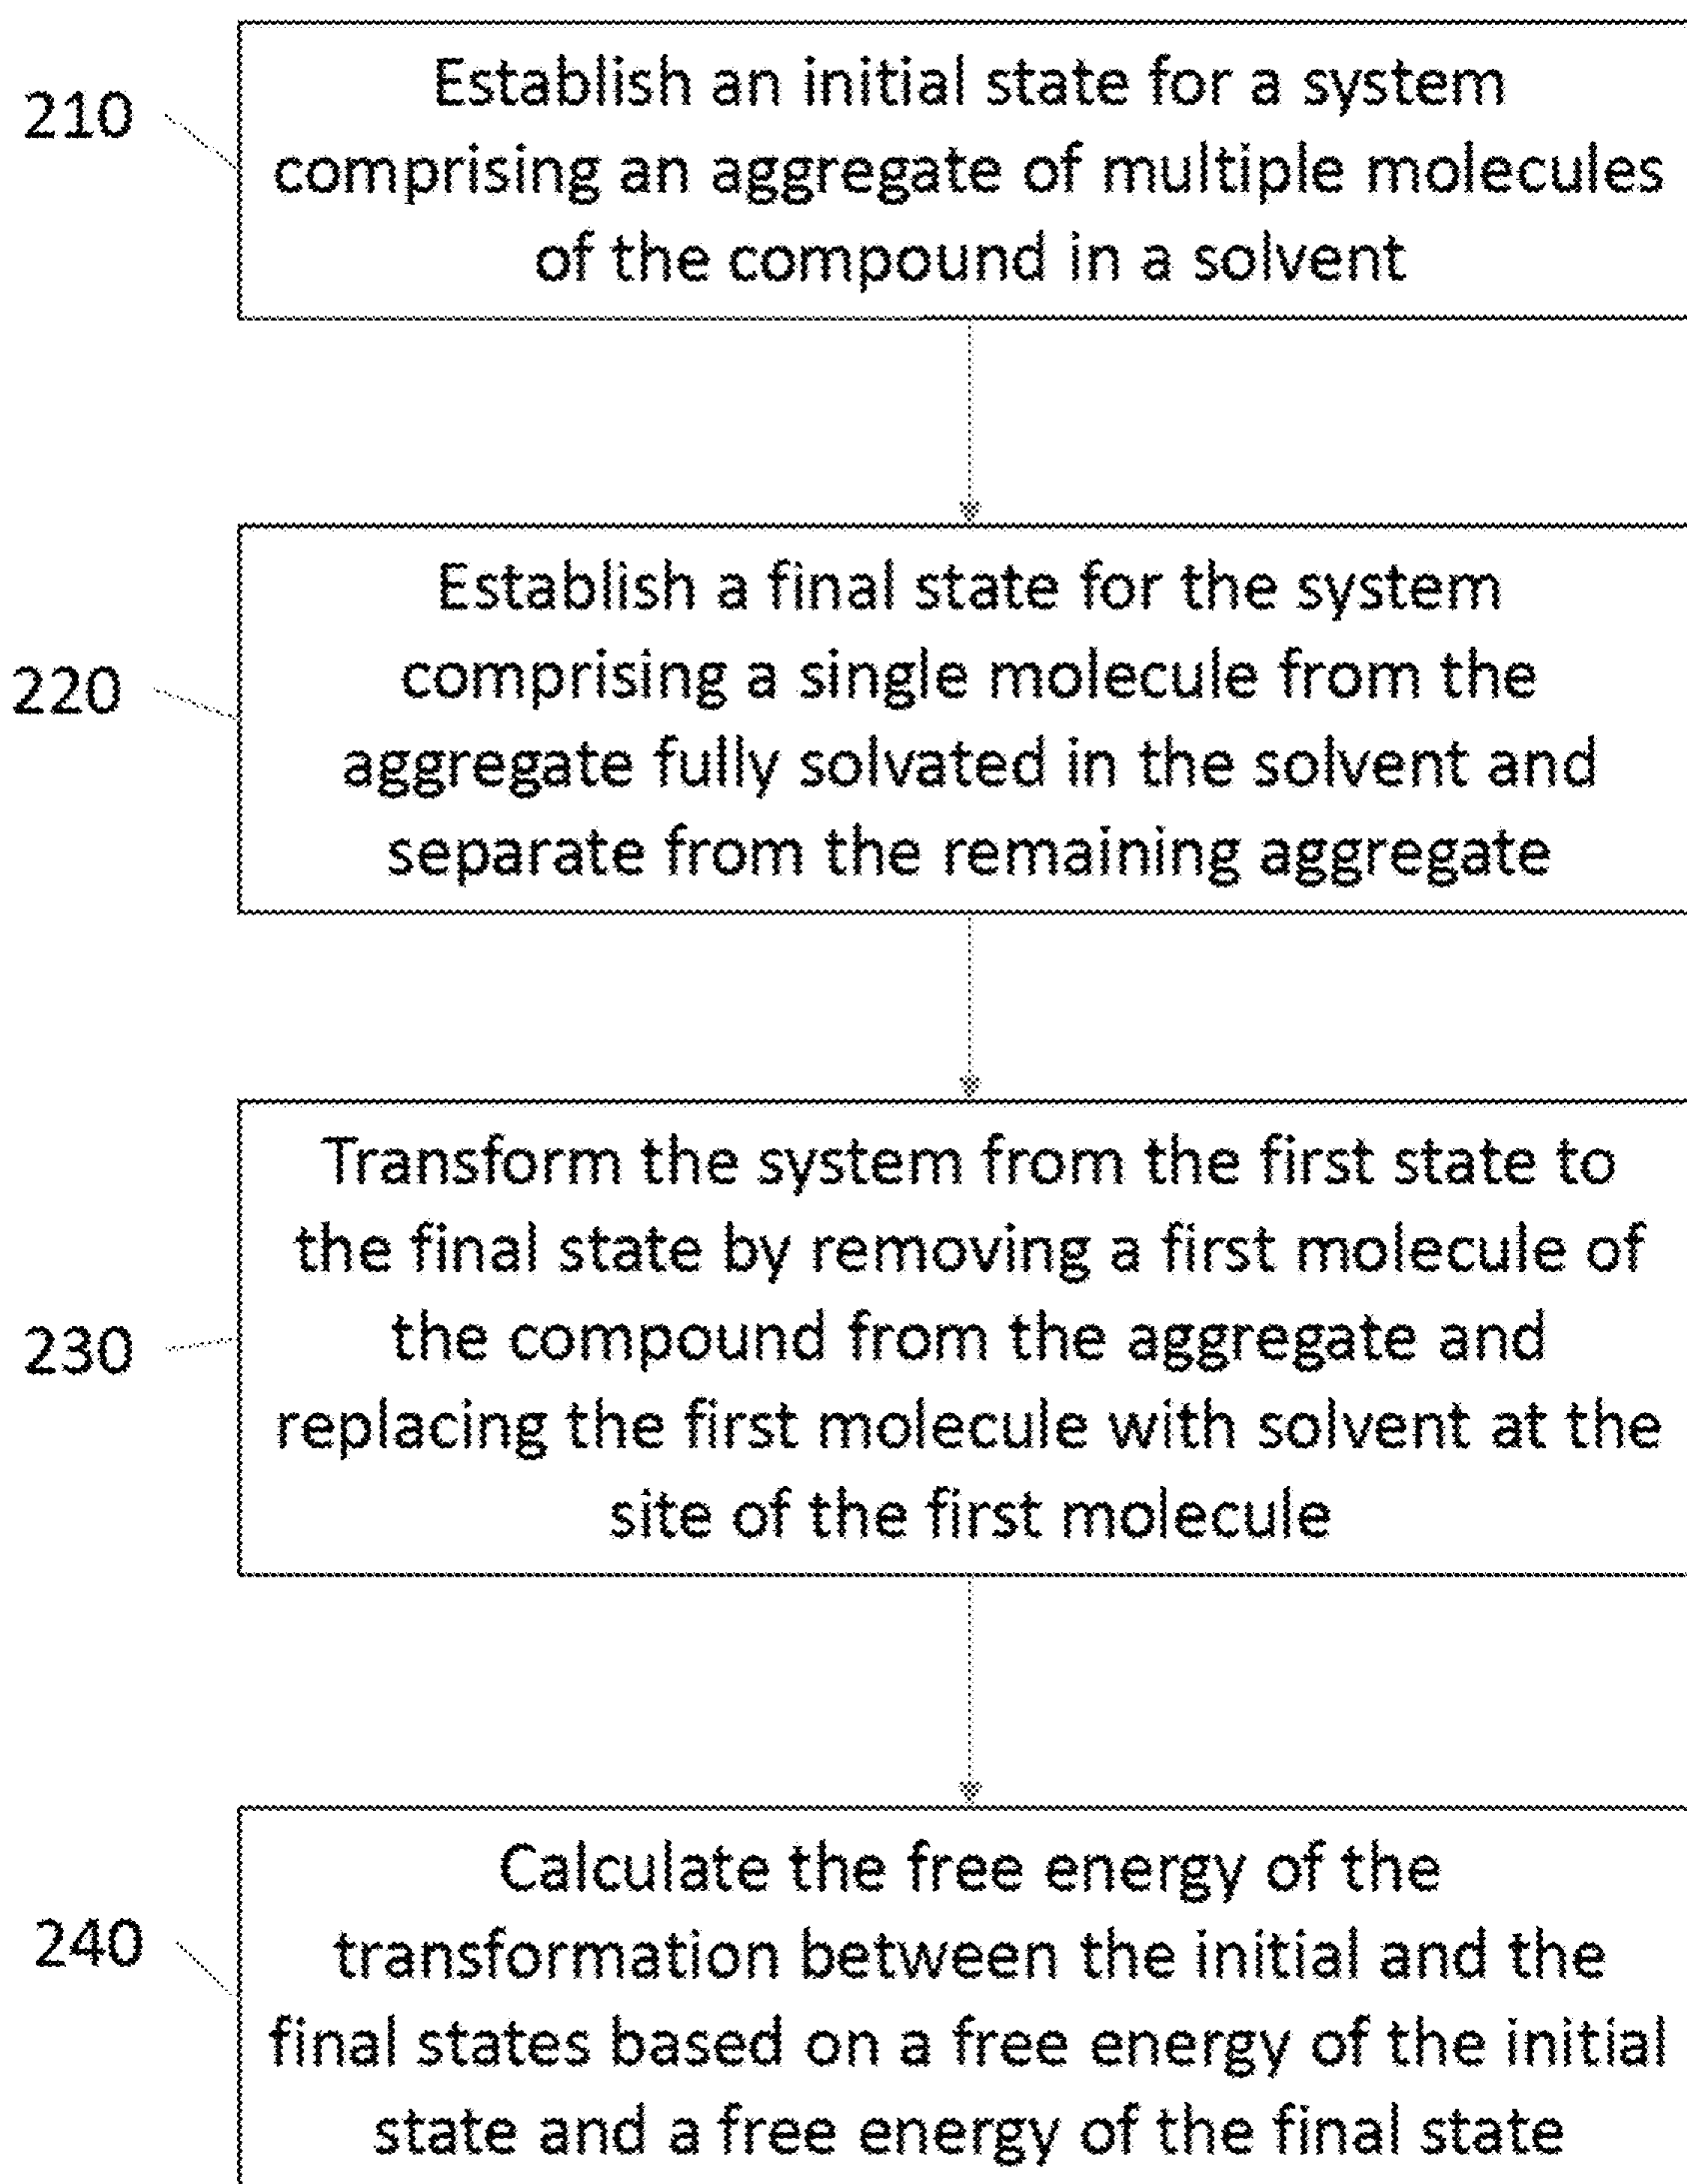 210
Establish an initial state for a system
comprising an aggregate of multiple molecules
of the compound in a solvent
220
Establish a final state for the system
comprising a single molecule from the
aggregate fully solvated in the solvent and
separate from the remaining aggregate
230
Transform the system from the first state to
the final state by removing a first molecule of
the compound from the aggregate and
replacing the first molecule with solvent at the
site of the first molecule
240
Calculate the free energy of the
transformation between the initial and the
final states based on a free energy of the initial
state and a free energy of the final state